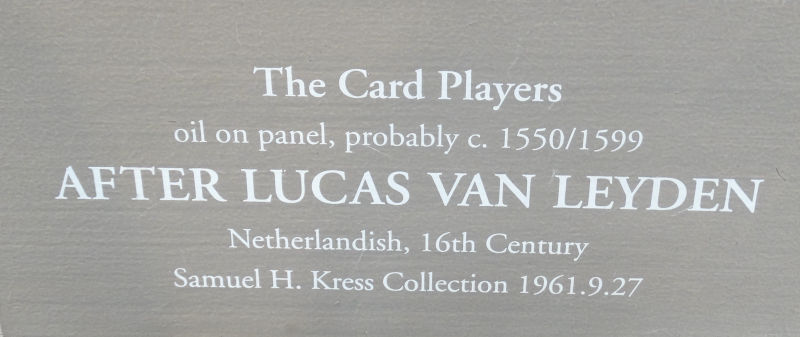 The Card Players
oil on panel, probably c. 1550/1599
AFTER LUCAS VAN LEYDEN
Netherlandish, 16th Century
Samuel H. Kress Collection 1961.9.27